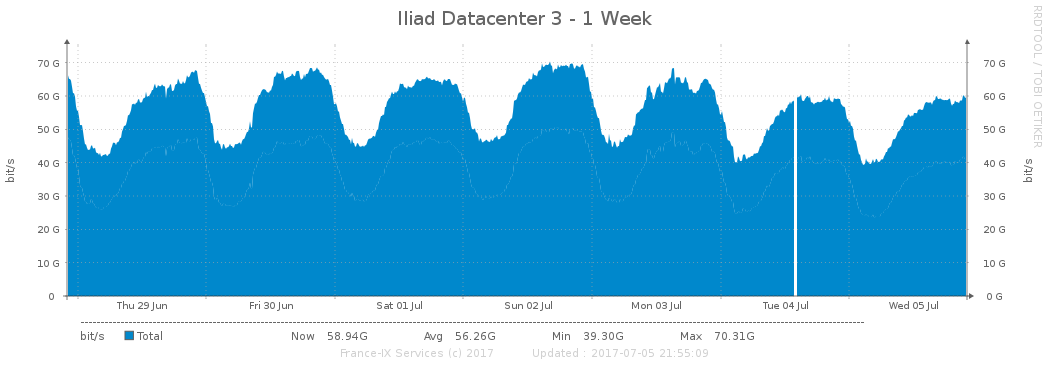 Iliad Datacenter 3 - 1 Week
RRDTOOL / TOBI OETIKER
bit/s
70 G 70 G
60 G 60 G
50 G 50 G
40 G 40 G
30 G 30 G
20 G 20 G
10 G 10 G
0 0 G
bit/s
Thu 29 Jun Fri 30 Jun Sat 01 Jul Sun 02 Jul Mon 03 Jul Tue 04 Jul Wed 05 Jul
bit/s Total Now 58.94G Avg 56.26G Min 39.30G Max 70.31G
France-IX Services (c) 2017 Updated : 2017-07-05 21:55:09